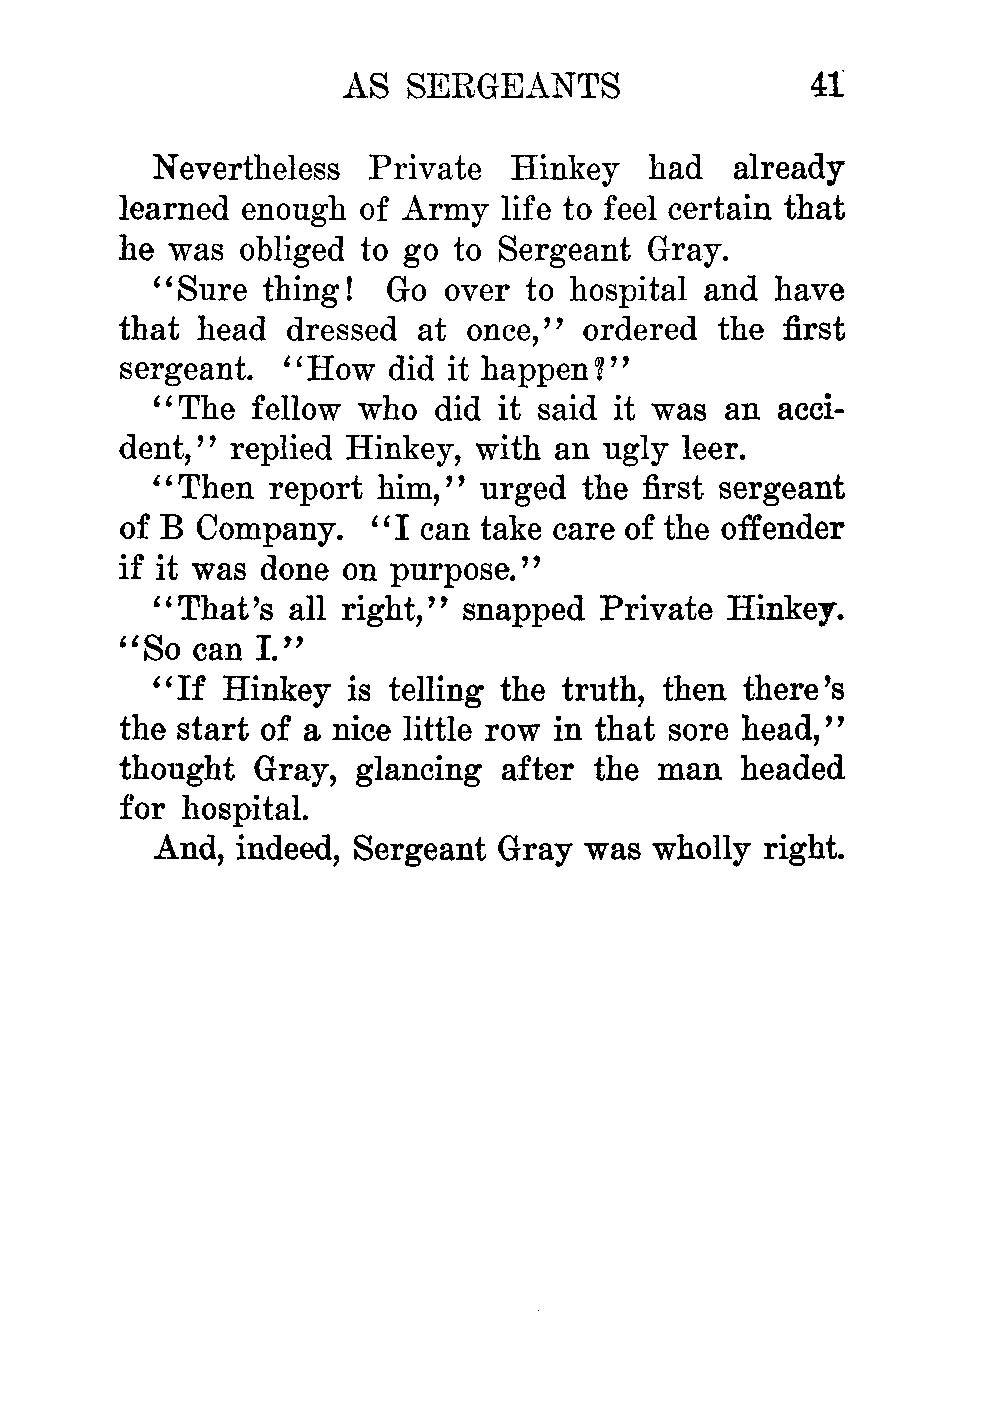 AS SERGEANTS 41
Nevertheless Private Hinkey had already
learned enough of Army life to feel certain that
he was obliged to go to Sergeant Gray.
"Sure thing! Go over to hospital and have
that head dressed at once," ordered the first
sergeant. "How did it happen?"
"The fellow who did it said it was an acci-
dent," replied Hinkey, with an ugly leer.
"Then report him," urged the first sergeant
of B Company. "I can take care of the offender
if it was done on purpose."
"That's all right," snapped Private Hinkey.
"So can I."
"If Hinkey is telling the truth, then there's
the start of a nice little row in that sore head,"
thought Gray, glancing after the man headed
for hospital.
And, indeed, Sergeant Gray was wholly right.